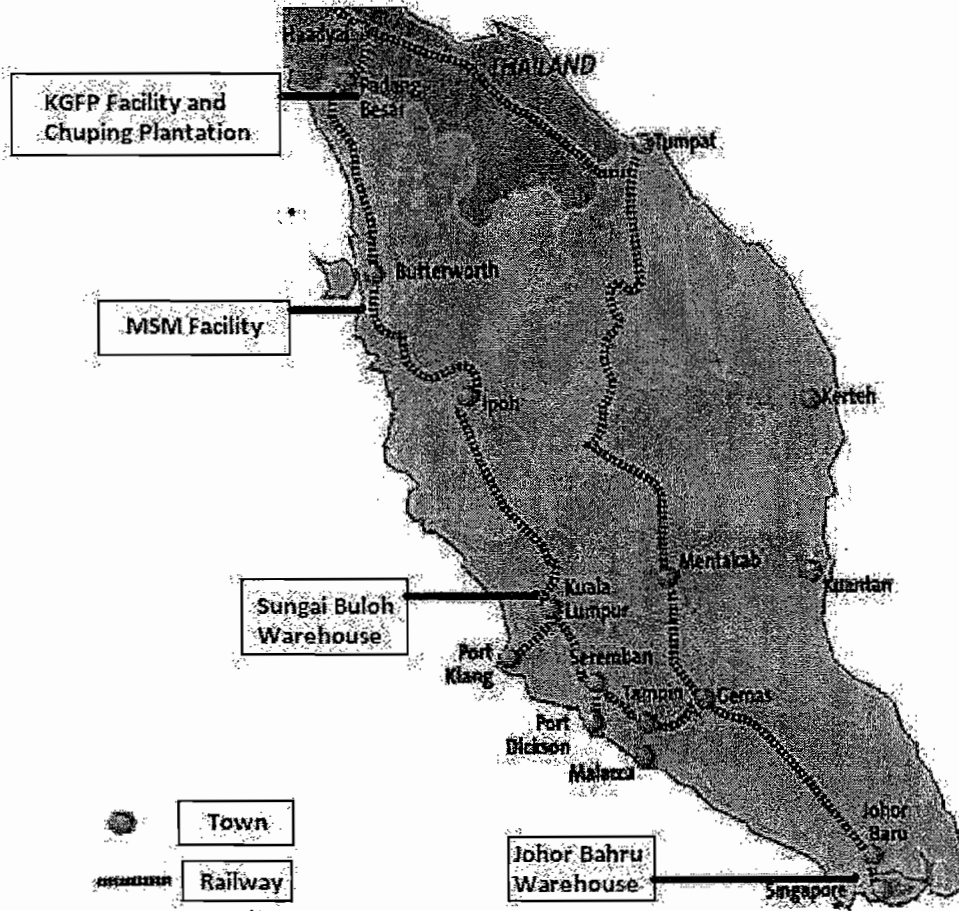 Haadyai
THAILAND
KGFP Facility and
Chuping Plantation
Padang
Besar
Tumpat
Butterworth
MSM Facility
Kerteh
Ipoh
Mentakab
Kuantan
Sungai Buloh
Warehouse
Kuala
Lumpur
Port
Klang
Seremban
Tampin
Gemas
Port
Dickson
Malacca
Town
Railway
Johor
Baru
Johor Bahru
Warehouse
Singapore